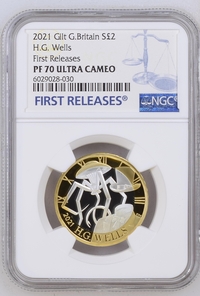 2021 Gilt G.Britain S£2
H.G. Wells
First Releases
PF 70 ULTRA CAMEO
6029028-030
FIRST RELEASES
NGC
2021 H.G. WELLS